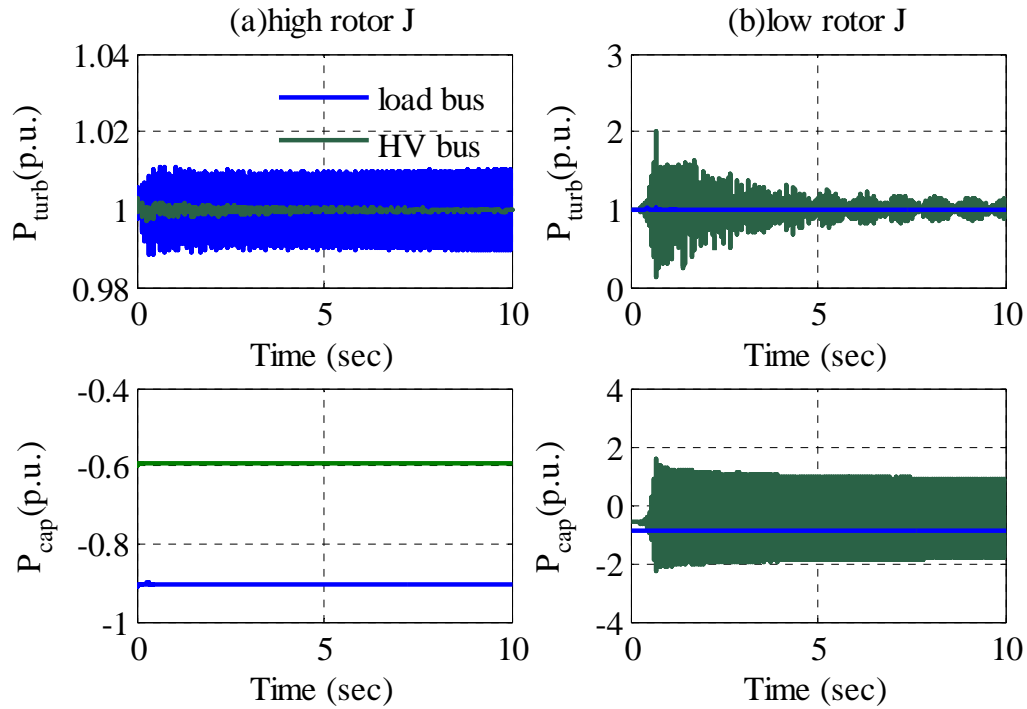 (a)high rotor J
(b)low rotor J
1.04
1.02
1
0.98
P_turb(p.u.)
load bus
HV bus
0
5
10
Time (sec)
3
2
1
0
P_turb(p.u.)
0
5
10
Time (sec)
-0.4
-0.6
-0.8
-1
P_cap(p.u.)
0
5
10
Time (sec)
4
2
0
-2
-4
P_cap(p.u.)
0
5
10
Time (sec)